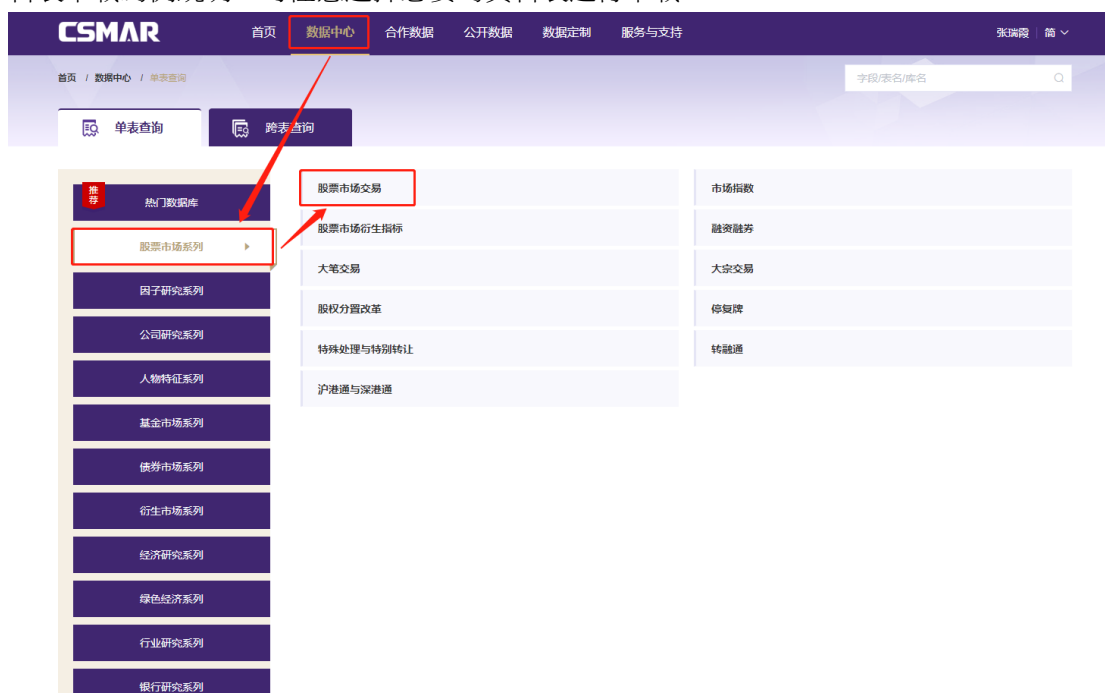 CSMAR 首页 数据中心 合作数据 公开数据 数据定制 服务与支持 张瑞霞 简
首页 / 数据中心 / 单表查询 字段/表名/库名
单表查询 跨表查询
推荐 热门数据库
股票市场系列
因子研究系列
公司研究系列
人物特征系列
基金市场系列
债券市场系列
衍生市场系列
经济研究系列
绿色经济系列
行业研究系列
银行研究系列
股票市场交易 市场指数
股票市场衍生指标 融资融券
大笔交易 大宗交易
股权分置改革 停复牌
特殊处理与特别转让 转融通
沪港通与深港通